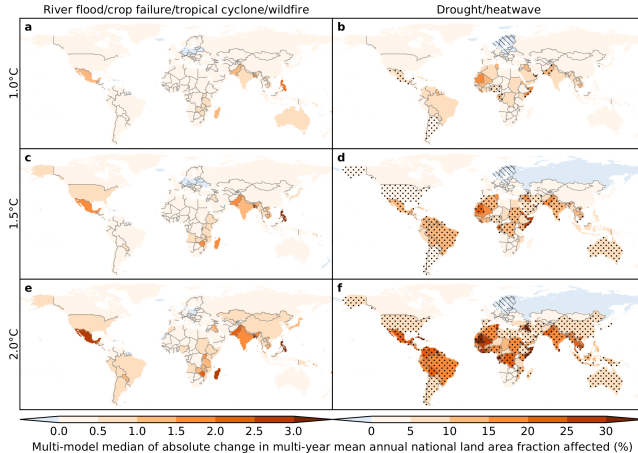 River flood/crop failure/tropical cyclone/wildfire
Drought/heatwave
a
b
1.0°C
c
d
1.5°C
e
f
2.0°C
0.0 0.5 1.0 1.5 2.0 2.5 3.0
0 5 10 15 20 25 30
Multi-model median of absolute change in multi-year mean annual national land area fraction affected (%)